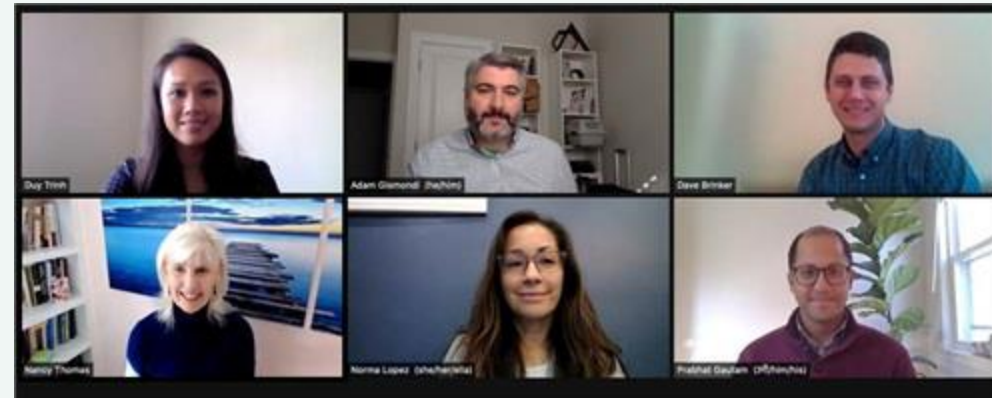 Duy Trinh
Adam Gismondi (he/him)
Dave Brinker
Nancy Thomas
Norma Lopez (she/her/ella)
Prabhat Gautam